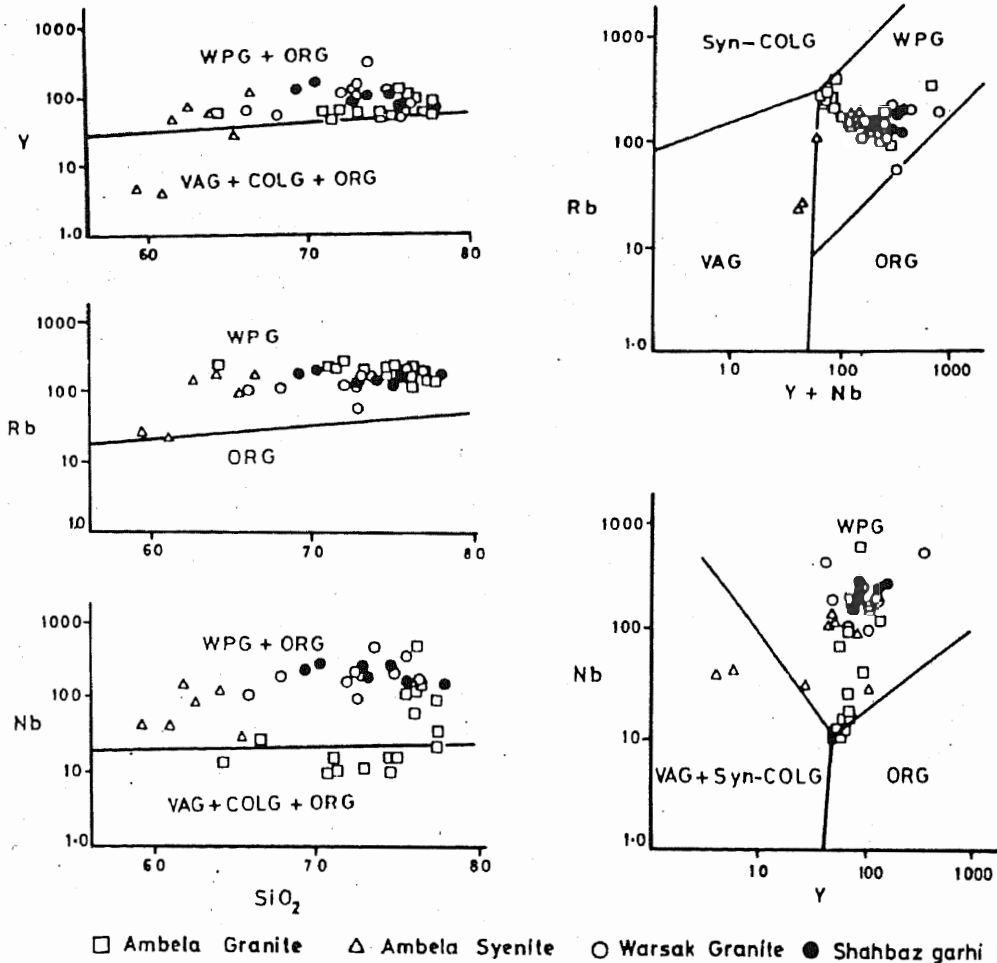 1000
WPG + ORG
100
Y
10
VAG + COLG + ORG
1.0
60 70 80
1000
WPG
100
Rb
10
ORG
1.0
60 70 80
1000
WPG + ORG
100
Nb
10
VAG + COLG + ORG
1.0
60 70 80
SiO2
Syn-COLG WPG
1000
100
Rb
10
VAG ORG
1.0
10 100 1000
Y + Nb
WPG
1000
100
Nb
10
VAG + Syn-COLG ORG
1.0
10 100 1000
Y
Ambela Granite Ambela Syenite Warsak Granite Shahbaz garhi